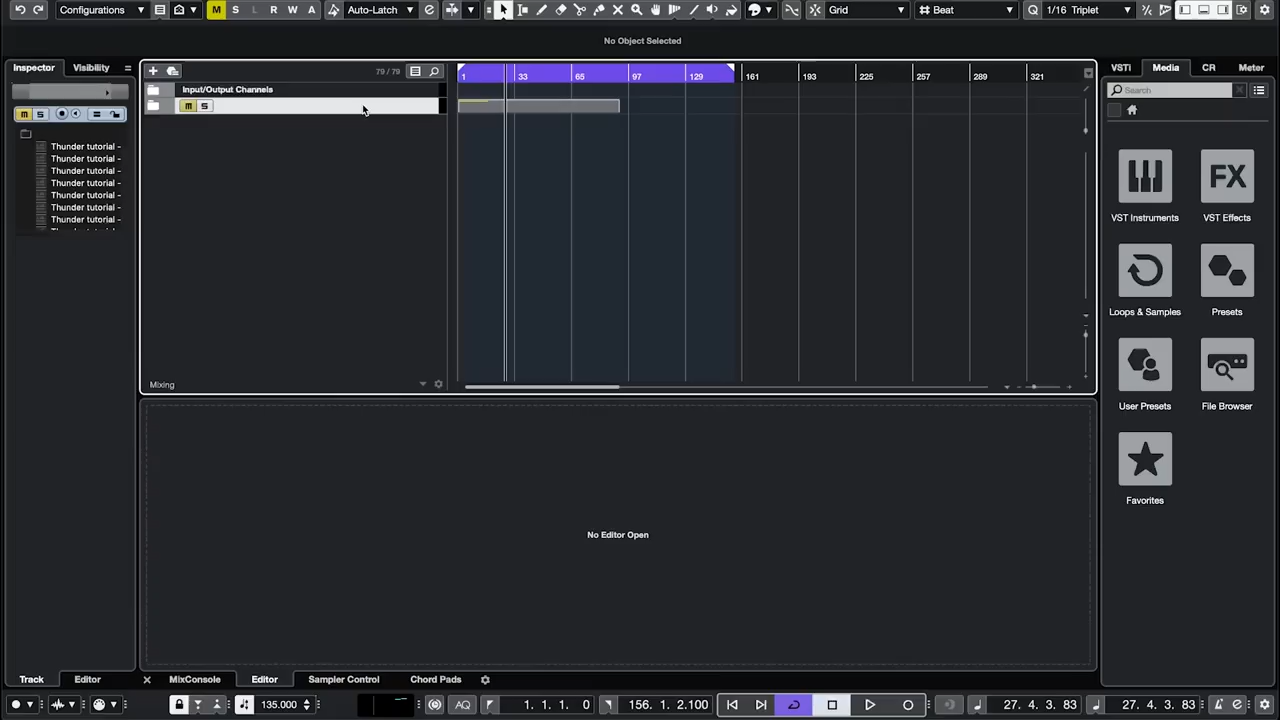 Configurations M S L R W A Auto-Latch Grid Beat Q 1/16 Triplet
No Object Selected
Inspector Visibility
79 / 79
1 33 65 97 129 161 193 225 257 289 321
VSTi Media CR Meter
Input/Output Channels
Search
m S
m S
Thunder tutorial -
Thunder tutorial -
Thunder tutorial -
Thunder tutorial -
Thunder tutorial -
Thunder tutorial -
Thunder tutorial -
FX
VST Instruments VST Effects
Loops & Samples Presets
Mixing
User Presets File Browser
Favorites
No Editor Open
Track Editor MixConsole Editor Sampler Control Chord Pads
135.000 AQ 1. 1. 1. 0 156. 1. 2.100 27. 4. 3. 83 27. 4. 3. 83